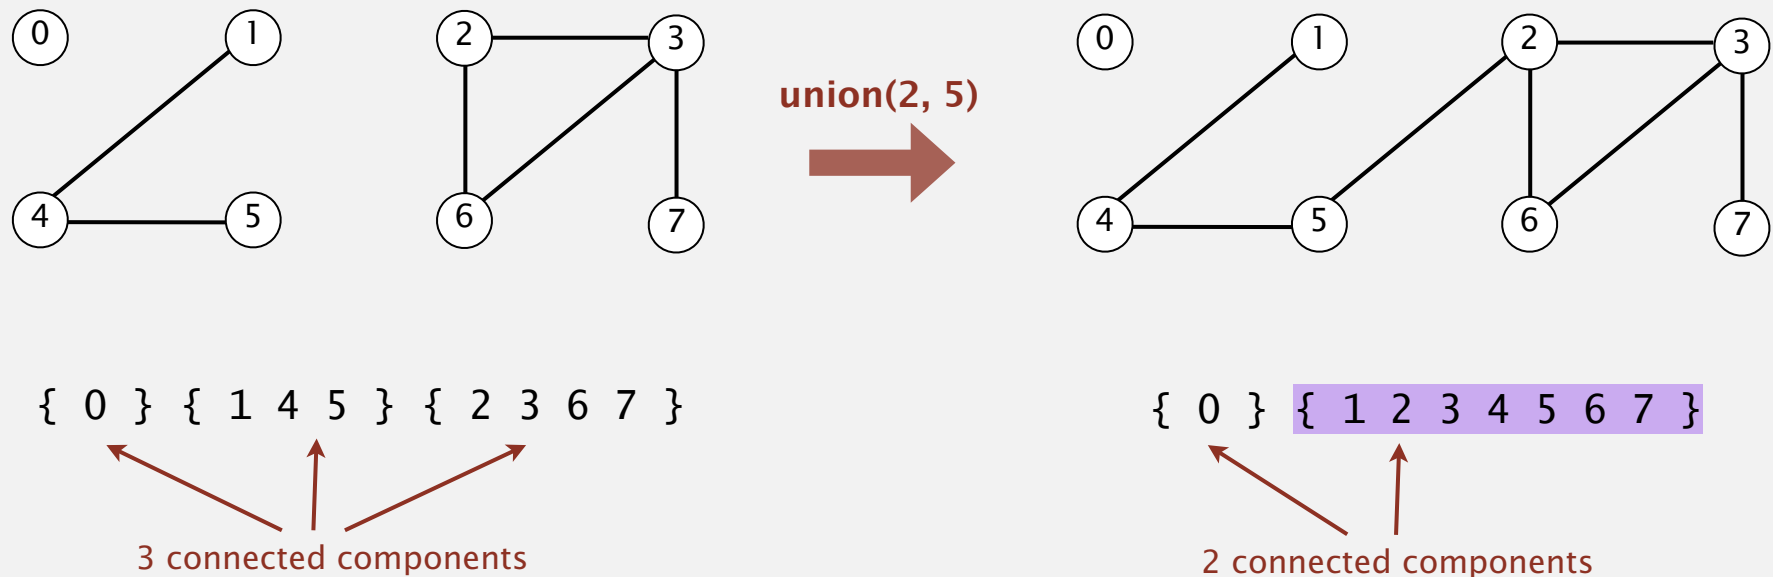 0 1 2 3
4 5 6 7
union(2, 5)
0 1 2 3
4 5 6 7
{ 0 } { 1 4 5 } { 2 3 6 7 }
3 connected components
{ 0 } { 1 2 3 4 5 6 7 }
2 connected components